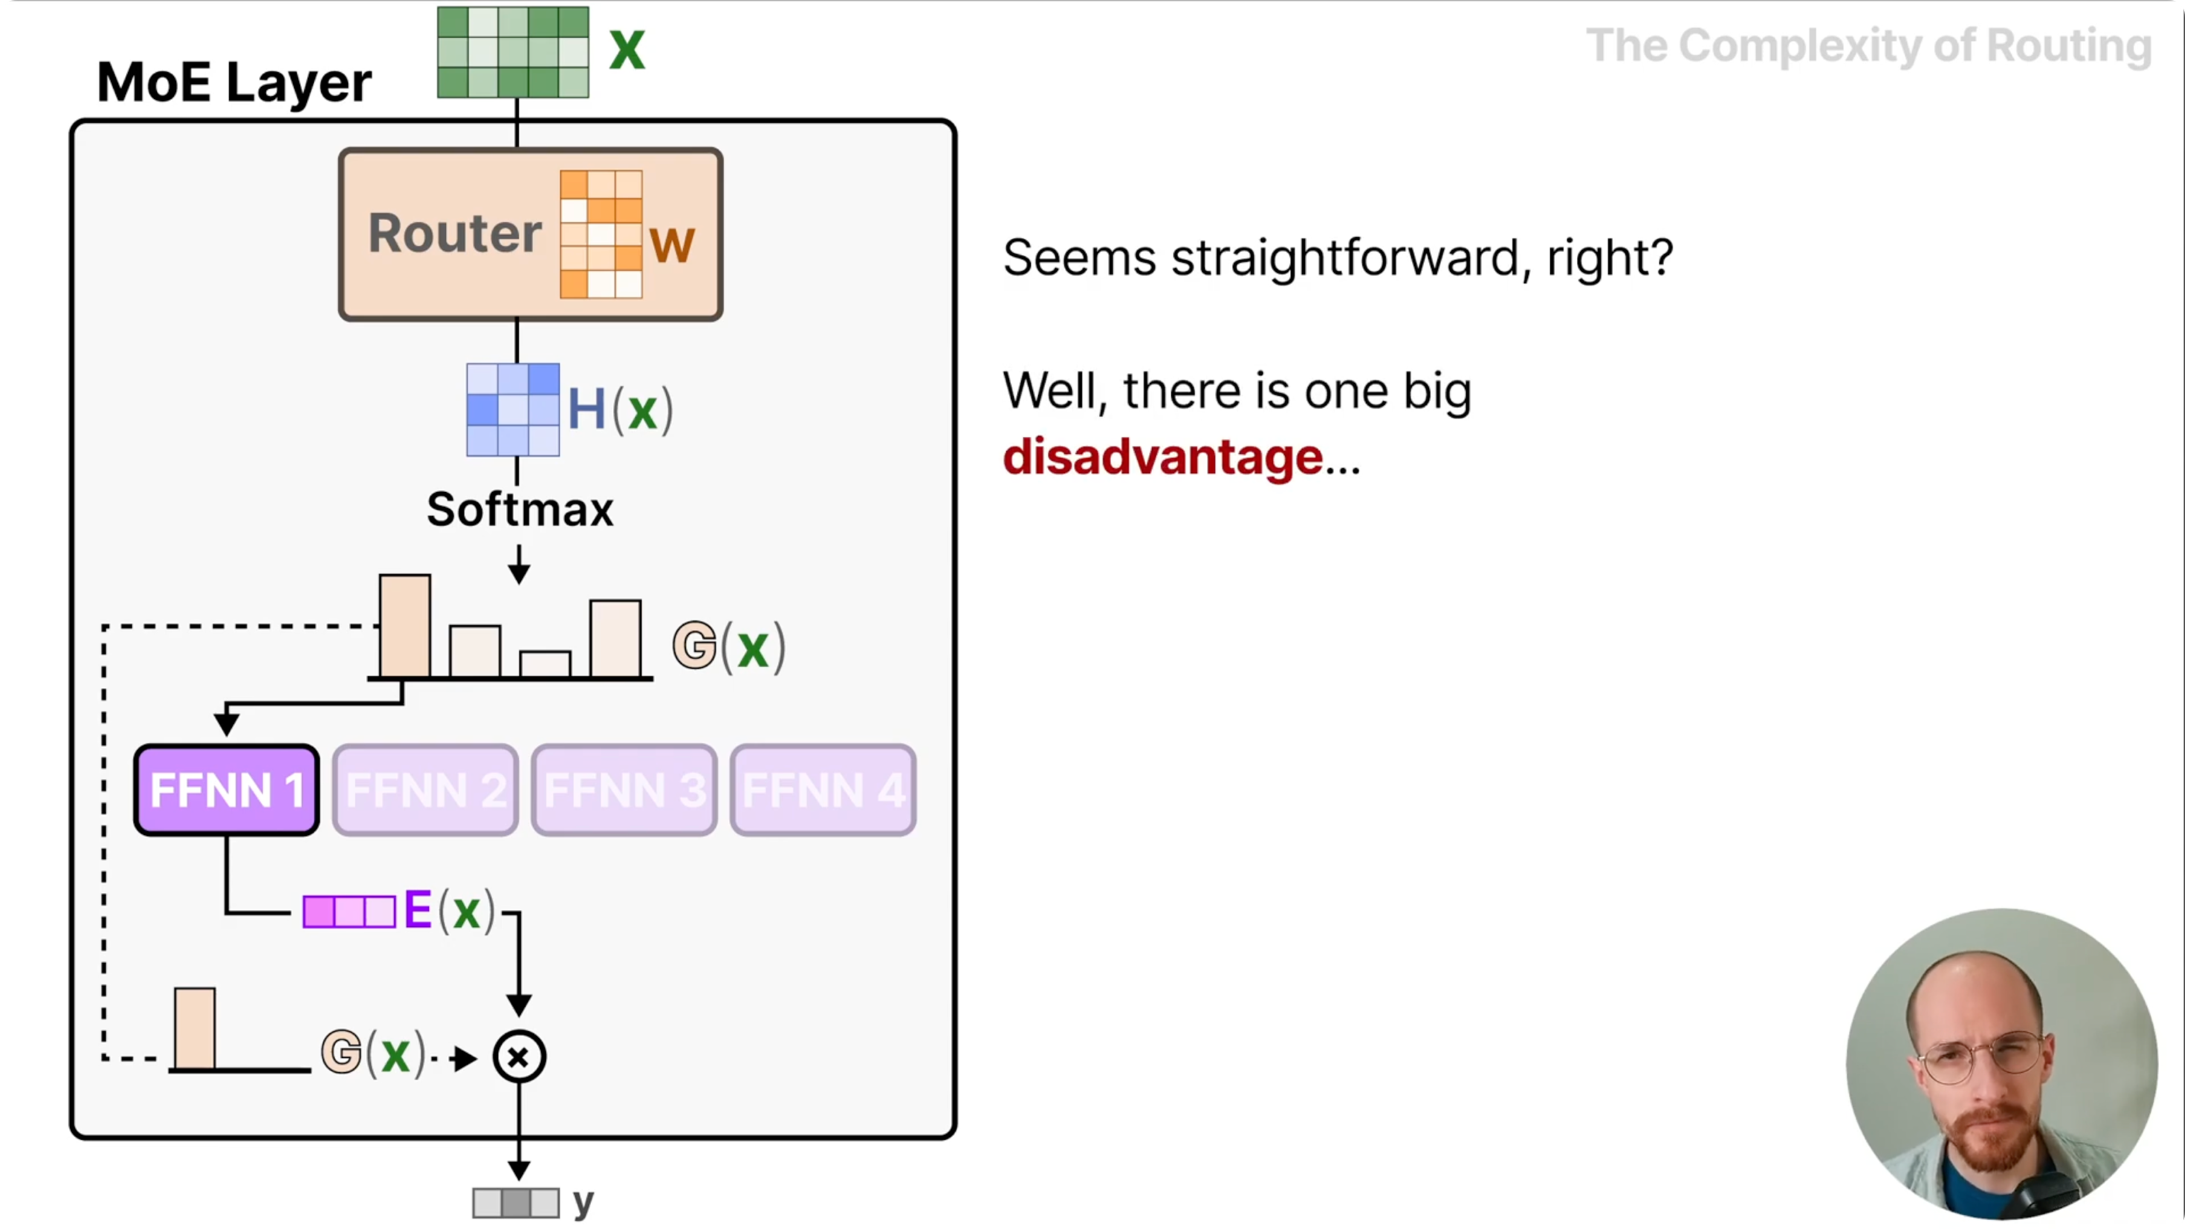 The Complexity of Routing
X
MoE Layer
Router W
H(x)
Softmax
G(x)
FFNN 1 FFNN 2 FFNN 3 FFNN 4
E(x)
G(x)
y
Seems straightforward, right?
Well, there is one big
disadvantage...